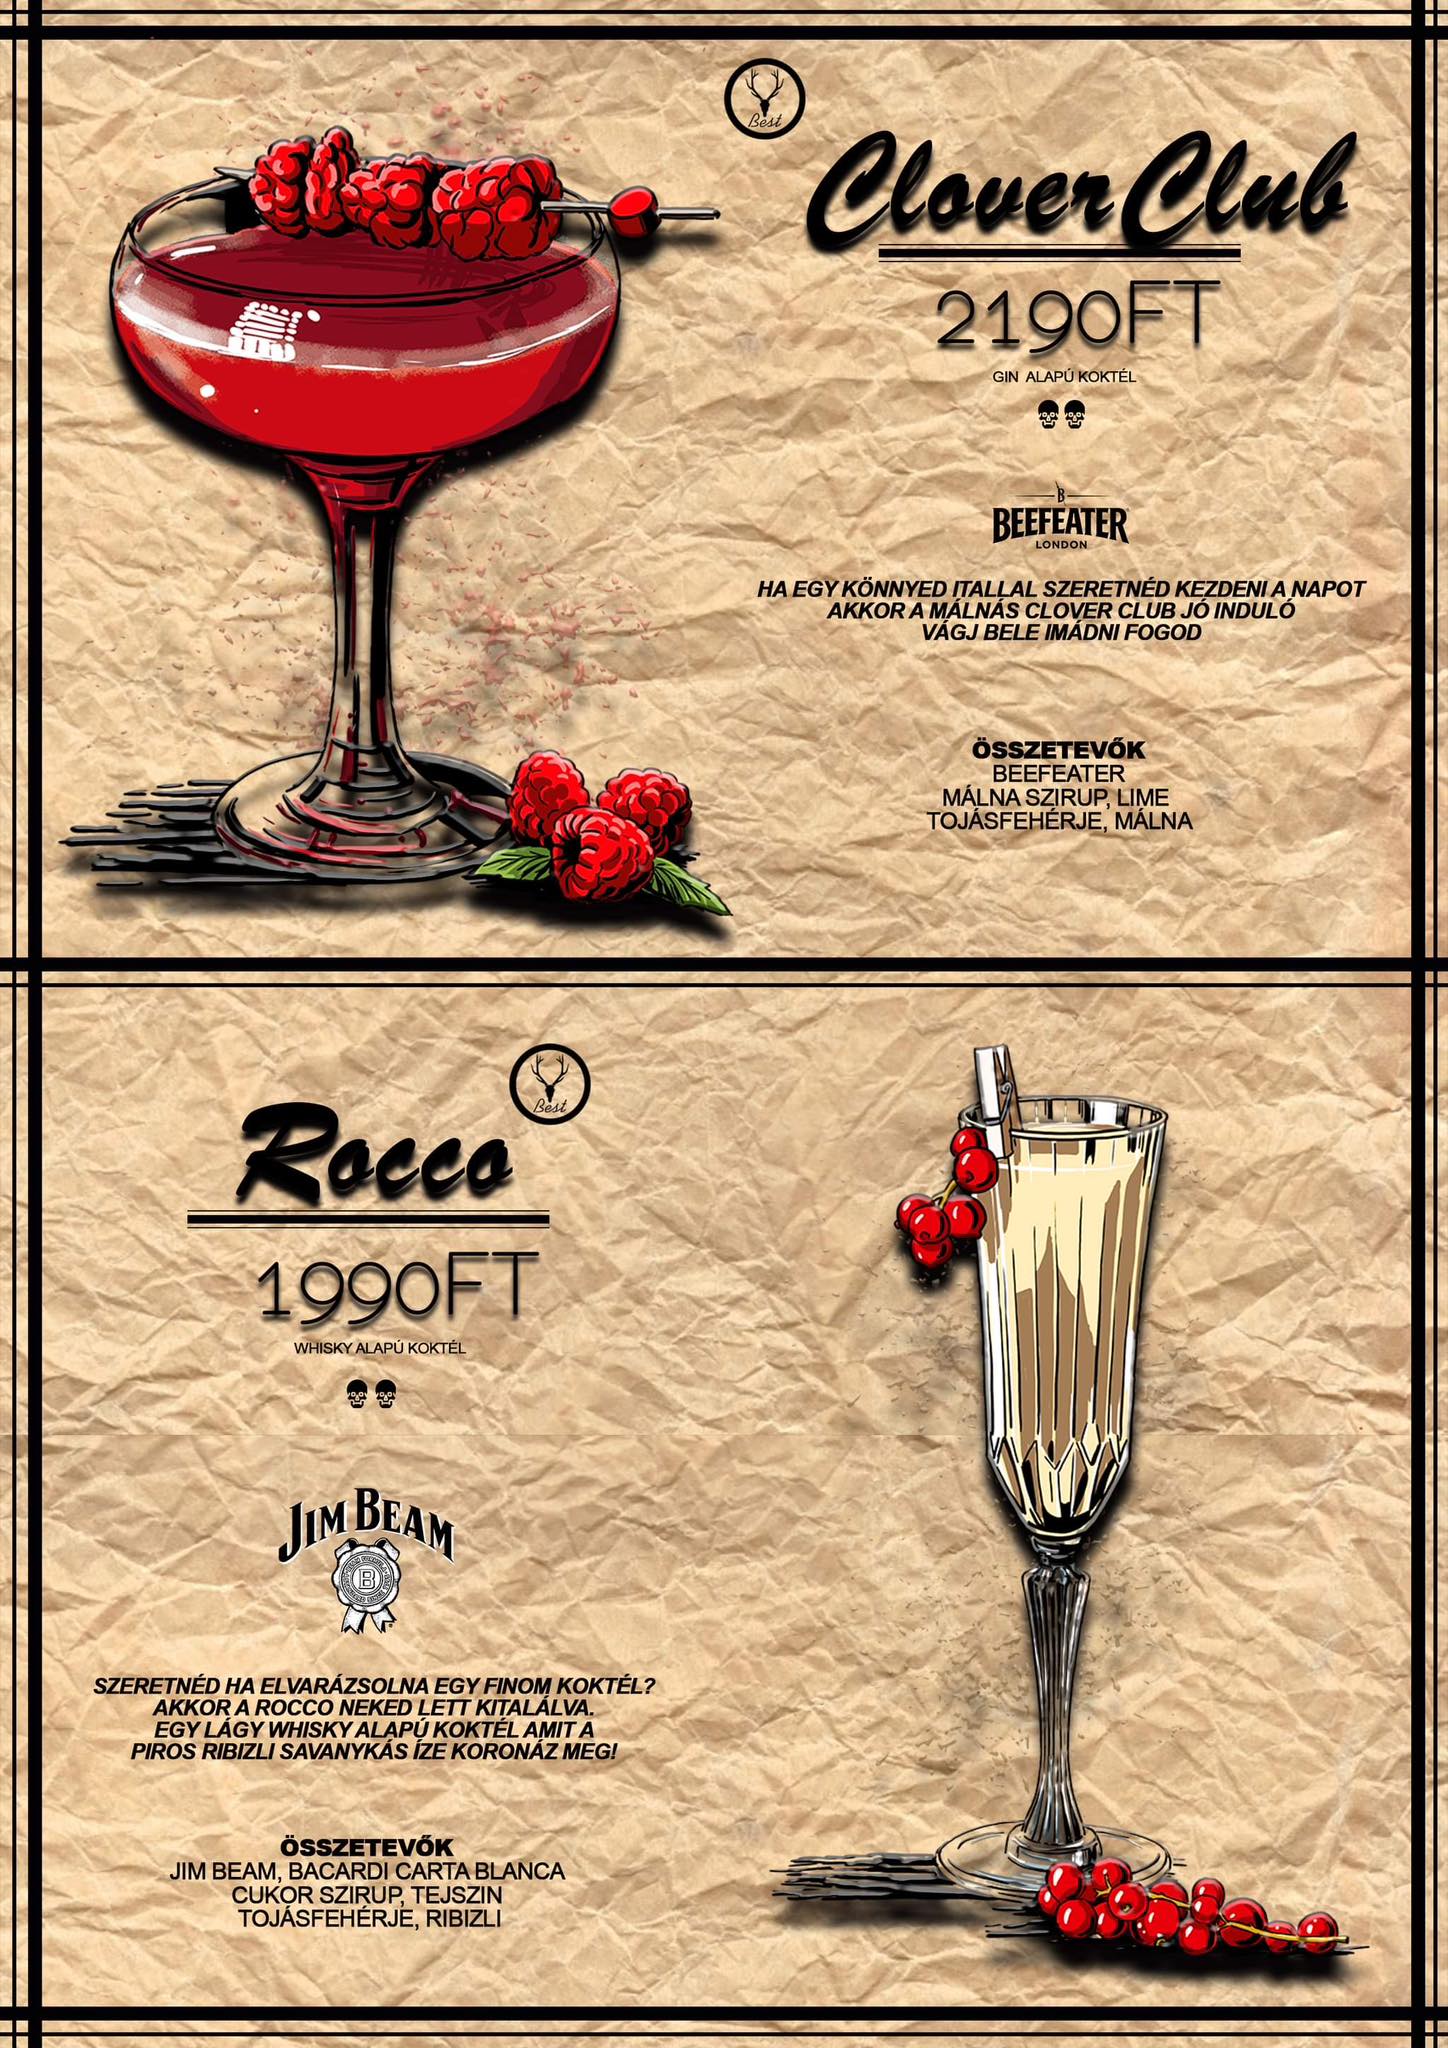 Best
Clover Club
2190FT
GIN ALAPÚ KOKTÉL
B
BEEFEATER
LONDON
HA EGY KÖNNYED ITALLAL SZERETNÉD KEZDENI A NAPOT
AKKOR A MÁLNÁS CLOVER CLUB JÓ INDULÓ
VÁGJ BELE IMÁDNI FOGOD
ÖSSZETEVŐK
BEEFEATER
MÁLNA SZIRUP, LIME
TOJÁSFEHÉRJE, MÁLNA
Best
Rocco
1990FT
WHISKY ALAPÚ KOKTÉL
JIM BEAM
B
SZERETNÉD HA ELVARÁZSOLNA EGY FINOM KOKTÉL?
AKKOR A ROCCO NEKED LETT KITALÁLVA.
EGY LÁGY WHISKY ALAPÚ KOKTÉL AMIT A
PIROS RIBIZLI SAVANYKÁS ÍZE KORONÁZ MEG!
ÖSSZETEVŐK
JIM BEAM, BACARDI CARTA BLANCA
CUKOR SZIRUP, TEJSZIN
TOJÁSFEHÉRJE, RIBIZLI